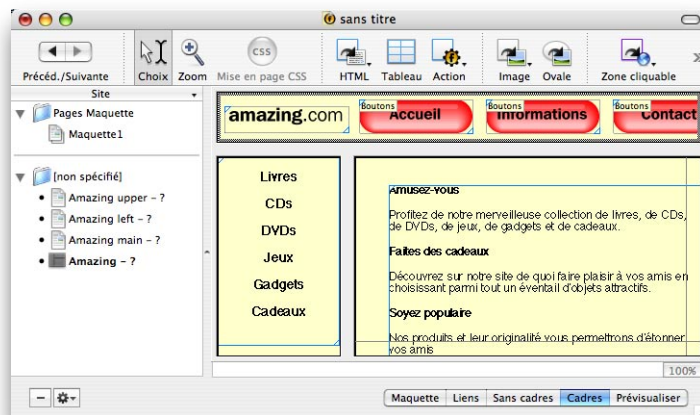 sans titre
Précéd./Suivante
Choix
Zoom
css
Mise en page CSS
HTML
Tableau
Action
Image
Ovale
Zone cliquable
Site
Pages Maquette
Maquette1
[non spécifié]
Amazing upper - ?
Amazing left - ?
Amazing main - ?
Amazing - ?
amazing.com
Boutons
Accueil
Boutons
Informations
Boutons
Contact
Livres
CDs
DVDs
Jeux
Gadgets
Cadeaux
Amusez-vous
Profitez de notre merveilleuse collection de livres, de CDs,
de DVDs, de jeux, de gadgets et de cadeaux.
Faites des cadeaux
Découvrez sur notre site de quoi faire plaisir à vos amis en
choisissant parmi tout un éventail d'objets attractifs.
Soyez populaire
Nos produits et leur originalité vous permettrons d'étonner
vos amis
100%
Maquette
Liens
Sans cadres
Cadres
Prévisualiser